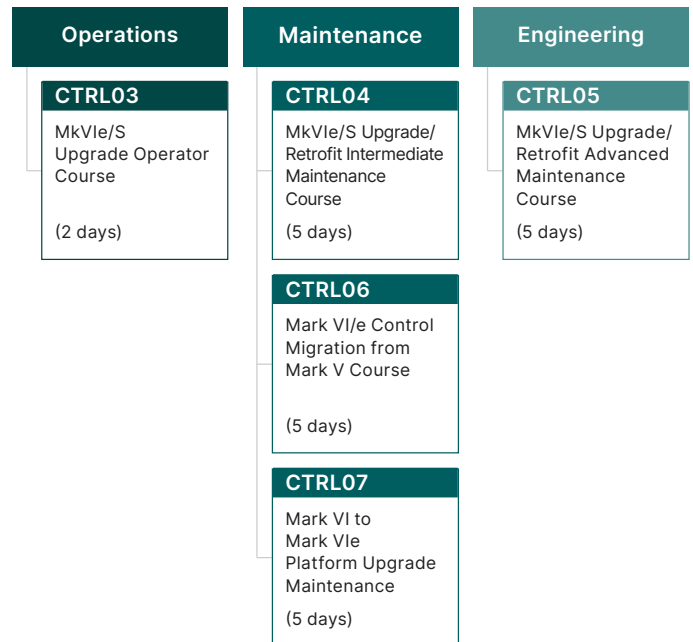 Operations
CTRL03
MkVIe/S
Upgrade Operator
Course
(2 days)
Maintenance
CTRL04
MkVIe/S Upgrade/
Retrofit Intermediate
Maintenance
Course
(5 days)
CTRL06
Mark VI/e Control
Migration from
Mark V Course
(5 days)
CTRL07
Mark VI to
Mark VIe
Platform Upgrade
Maintenance
(5 days)
Engineering
CTRL05
MkVIe/S Upgrade/
Retrofit Advanced
Maintenance
Course
(5 days)